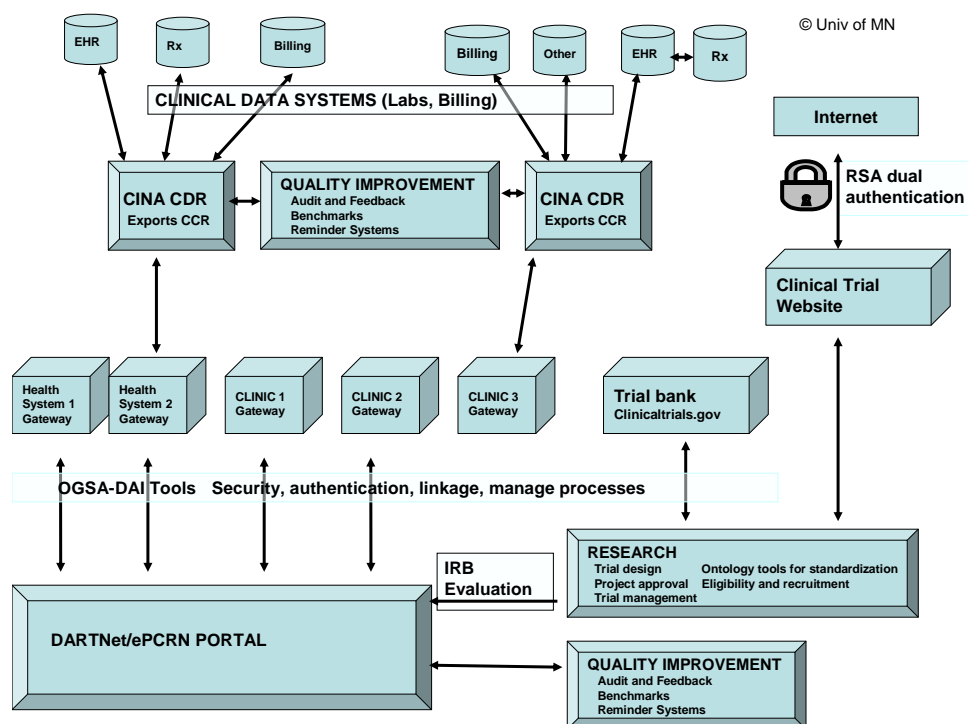 © Univ of MN
EHR
Rx
Billing
Billing
Other
EHR
Rx
CLINICAL DATA SYSTEMS (Labs, Billing)
Internet
RSA dual
authentication
CINA CDR
Exports CCR
QUALITY IMPROVEMENT
Audit and Feedback
Benchmarks
Reminder Systems
CINA CDR
Exports CCR
Clinical Trial
Website
Health
System 1
Gateway
Health
System 2
Gateway
CLINIC 1
Gateway
CLINIC 2
Gateway
CLINIC 3
Gateway
Trial bank
Clinicaltrials.gov
OGSA-DAI Tools Security, authentication, linkage, manage processes
IRB
Evaluation
RESEARCH
Trial design Ontology tools for standardization
Project approval Eligibility and recruitment
Trial management
DARTNet/ePCRN PORTAL
QUALITY IMPROVEMENT
Audit and Feedback
Benchmarks
Reminder Systems